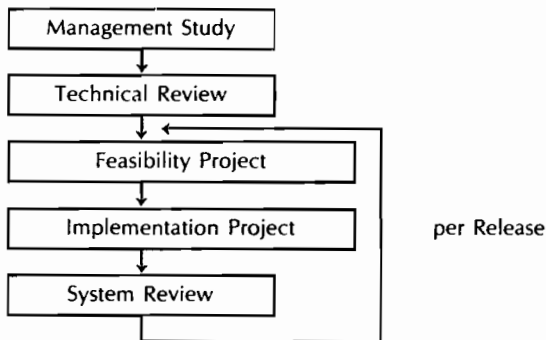 Management Study
Technical Review
Feasibility Project
Implementation Project
per Release
System Review